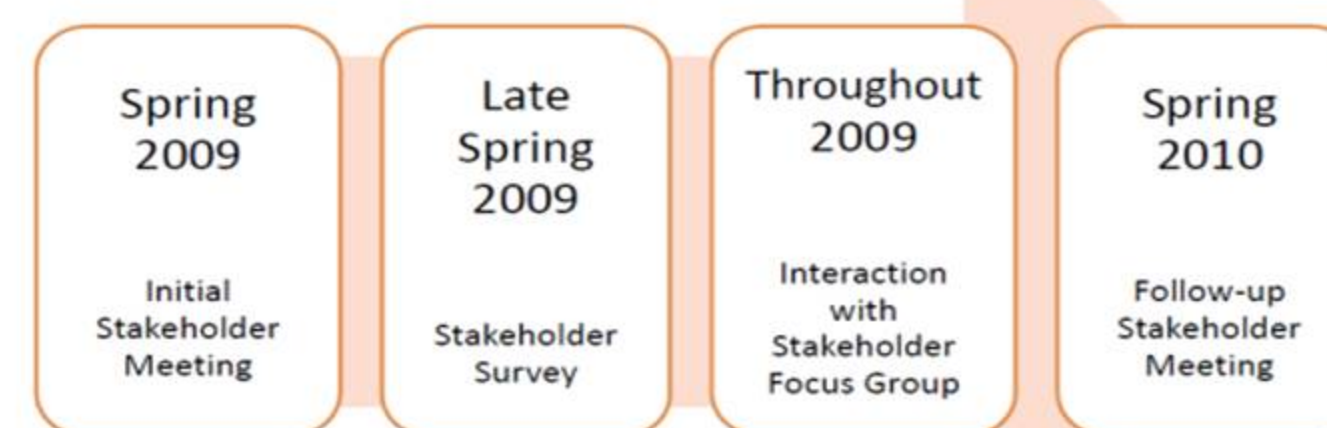 Spring
2009
Initial
Stakeholder
Meeting
Late
Spring
2009
Stakeholder
Survey
Throughout
2009
Interaction
with
Stakeholder
Focus Group
Spring
2010
Follow-up
Stakeholder
Meeting